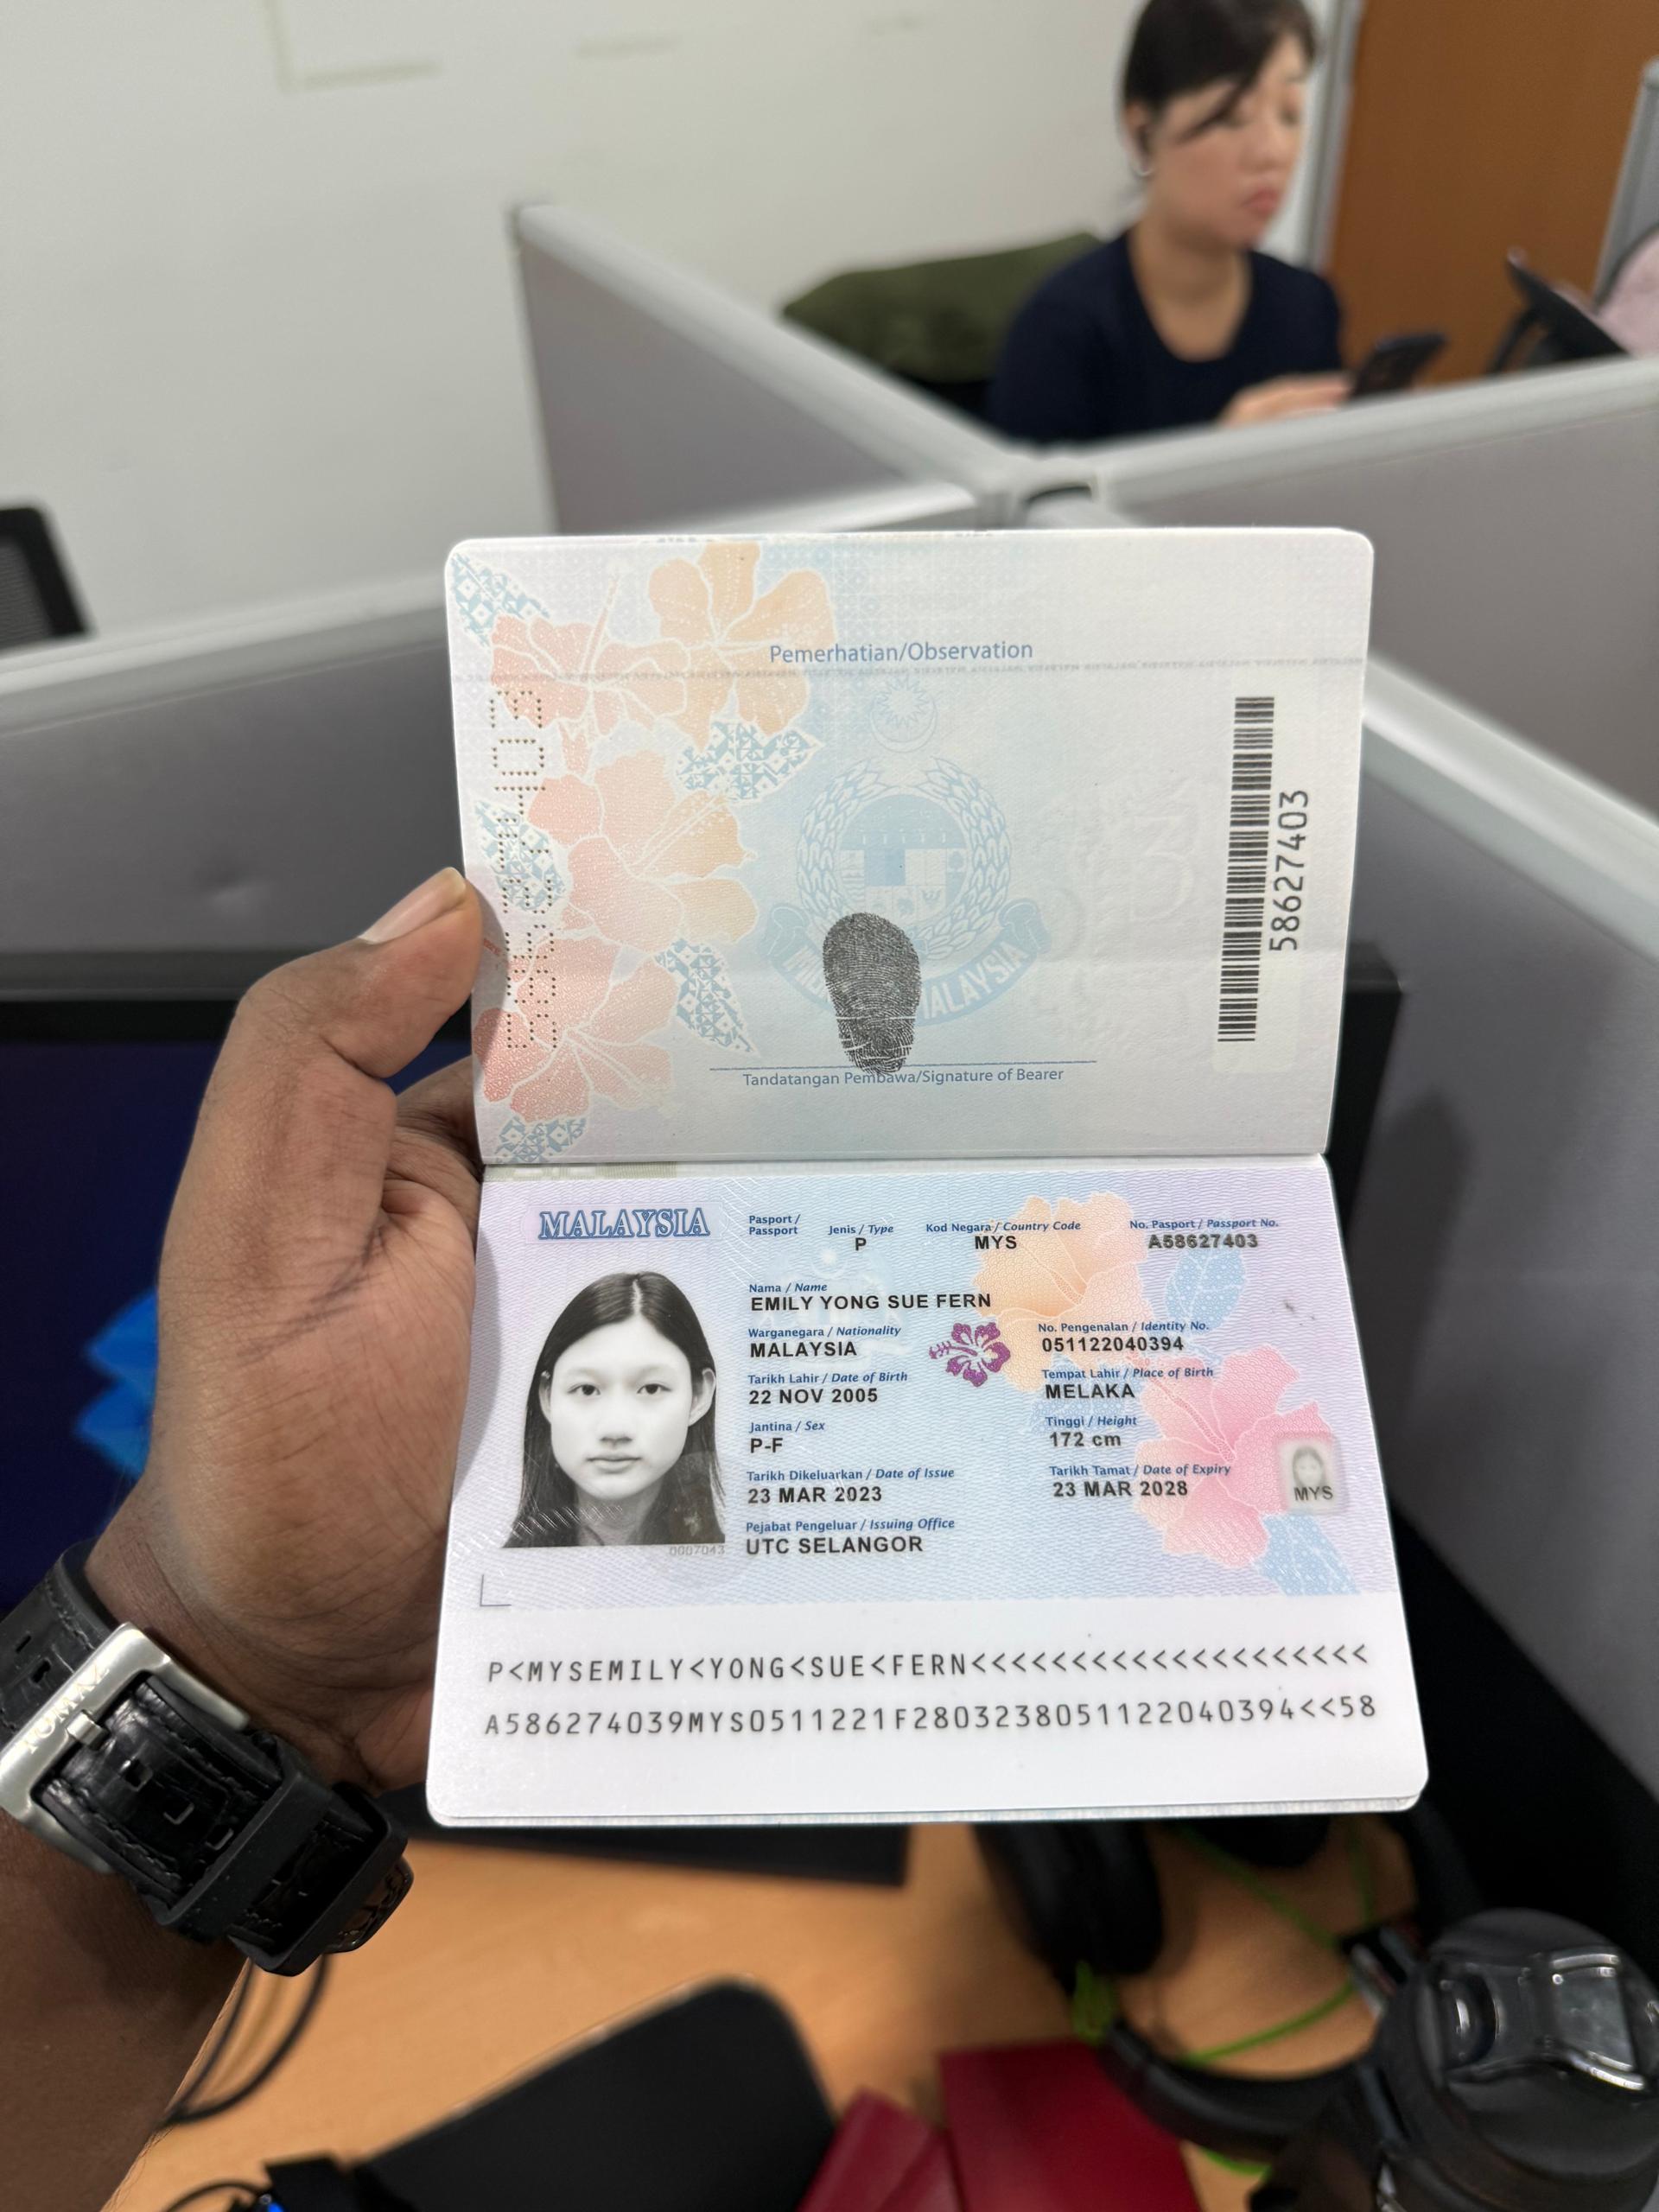 Pemerhatian/Observation
58627403
Tandatangan Pembawa/Signature of Bearer
MALAYSIA
Pasport / Passport
Jenis / Type
P
Kod Negara / Country Code
MYS
No. Pasport / Passport No.
A58627403
Nama / Name
EMILY YONG SUE FERN
Warganegara / Nationality
MALAYSIA
No. Pengenalan / Identity No.
051122040394
Tarikh Lahir / Date of Birth
22 NOV 2005
Tempat Lahir / Place of Birth
MELAKA
Jantina / Sex
P-F
Tinggi / Height
172 cm
Tarikh Dikeluarkan / Date of Issue
23 MAR 2023
Tarikh Tamat / Date of Expiry
23 MAR 2028
MYS
Pejabat Pengeluar / Issuing Office
UTC SELANGOR
0007043
P<MYSEMILY<YONG<SUE<FERN<<<<<<<<<<<<<<<<<<<<
A586274039MYS0511221F2803238051122040394<<58